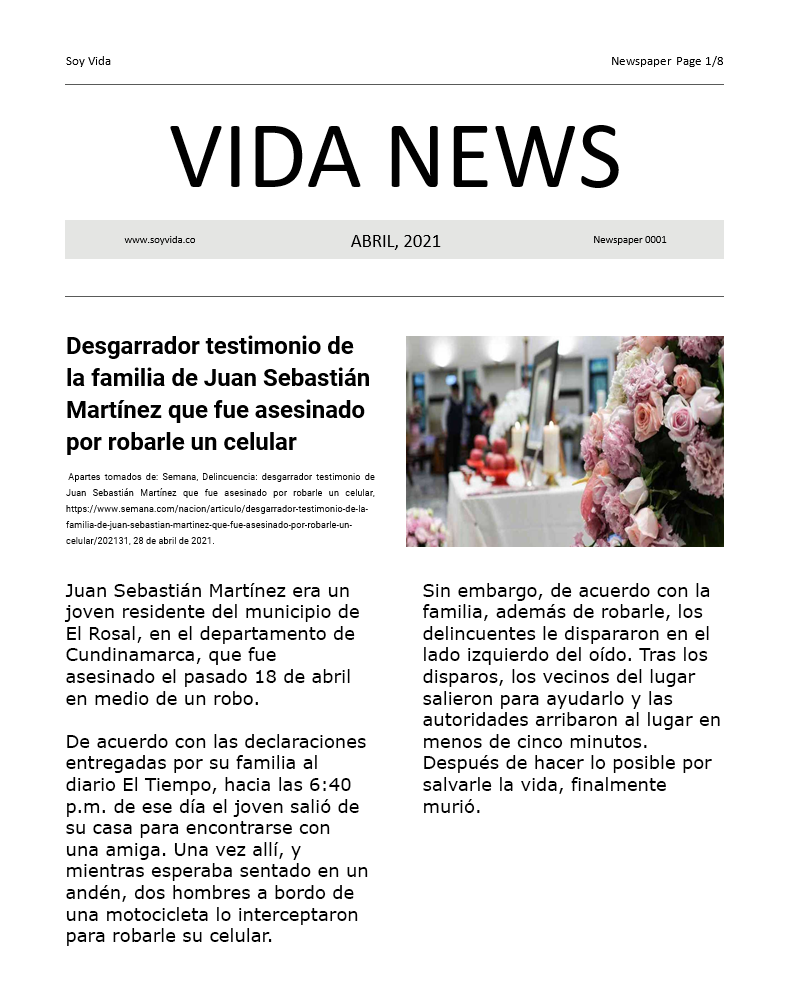 Soy Vida
Newspaper Page 1/8
VIDA NEWS
www.soyvida.co
ABRIL, 2021
Newspaper 0001
Desgarrador testimonio de
la familia de Juan Sebastián
Martínez que fue asesinado
por robarle un celular
Apartes tomados de: Semana, Delincuencia: desgarrador testimonio de
Juan Sebastián Martínez que fue asesinado por robarle un celular,
https://www.semana.com/nacion/articulo/desgarrador-testimonio-de-la-
familia-de-juan-sebastian-martinez-que-fue-asesinado-por-robarle-un-
celular/202131, 28 de abril de 2021.
Juan Sebastián Martínez era un
joven residente del municipio de
El Rosal, en el departamento de
Cundinamarca, que fue
asesinado el pasado 18 de abril
en medio de un robo.
De acuerdo con las declaraciones
entregadas por su familia al
diario El Tiempo, hacia las 6:40
p.m. de ese día el joven salió de
su casa para encontrarse con
una amiga. Una vez allí, y
mientras esperaba sentado en un
andén, dos hombres a bordo de
una motocicleta lo interceptaron
para robarle su celular.
Sin embargo, de acuerdo con la
familia, además de robarle, los
delincuentes le dispararon en el
lado izquierdo del oído. Tras los
disparos, los vecinos del lugar
salieron para ayudarlo y las
autoridades arribaron al lugar en
menos de cinco minutos.
Después de hacer lo posible por
salvarle la vida, finalmente
murió.